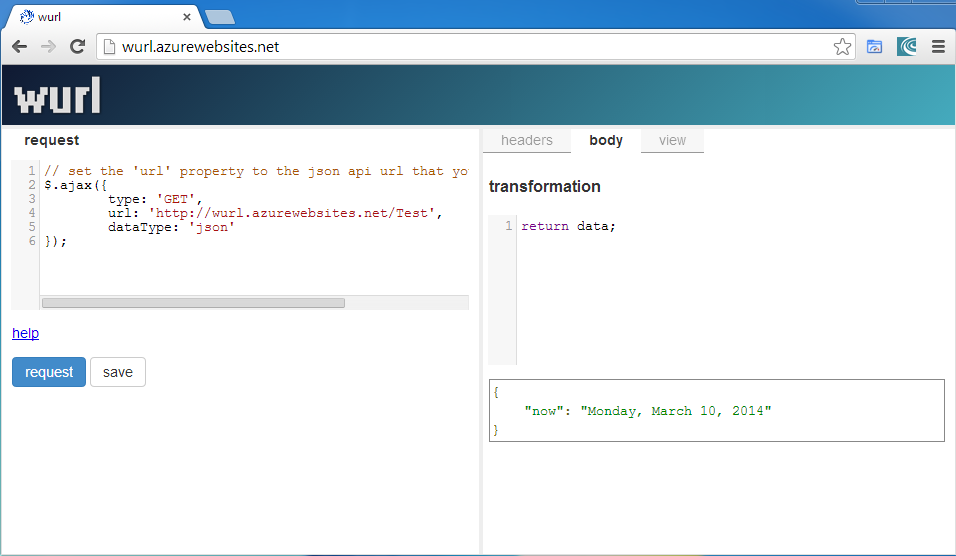 wurl
wurl.azurewebsites.net
wurl
request
1 // set the 'url' property to the json api url that yo
2 $.ajax({
3         type: 'GET',
4         url: 'http://wurl.azurewebsites.net/Test',
5         dataType: 'json'
6 });
help
request save
headers body view
transformation
1 return data;
{
    "now": "Monday, March 10, 2014"
}